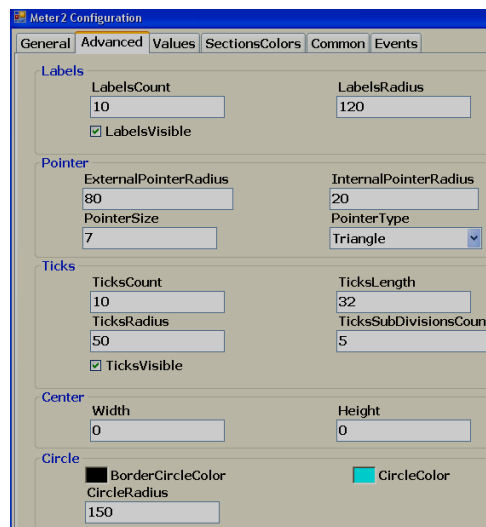 Meter2 Configuration
General Advanced Values SectionsColors Common Events
Labels
LabelsCount LabelsRadius
10 120
LabelsVisible
Pointer
ExternalPointerRadius InternalPointerRadius
80 20
PointerSize PointerType
7 Triangle
Ticks
TicksCount TicksLength
10 32
TicksRadius TicksSubDivisionsCoun
50 5
TicksVisible
Center
Width Height
0 0
Circle
BorderCircleColor CircleColor
CircleRadius
150